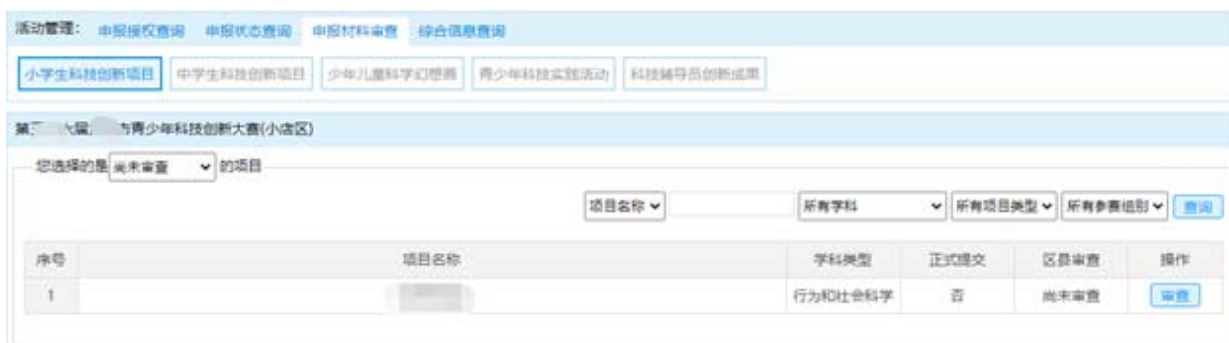 活动管理： 申报授权查询 申报状态查询 申报材料审查 综合信息查询
小学生科技创新项目 中学生科技创新项目 少年儿童科学幻想画 青少年科技实践活动 科技辅导员创新成果
第 六届 市青少年科技创新大赛(小店区)
您选择的是 尚未审查 的项目
项目名称 所有学科 所有项目类型 所有参赛组别 查询
序号 项目名称 学科类型 正式提交 区县审查 操作
1 行为和社会科学 否 尚未审查 审查